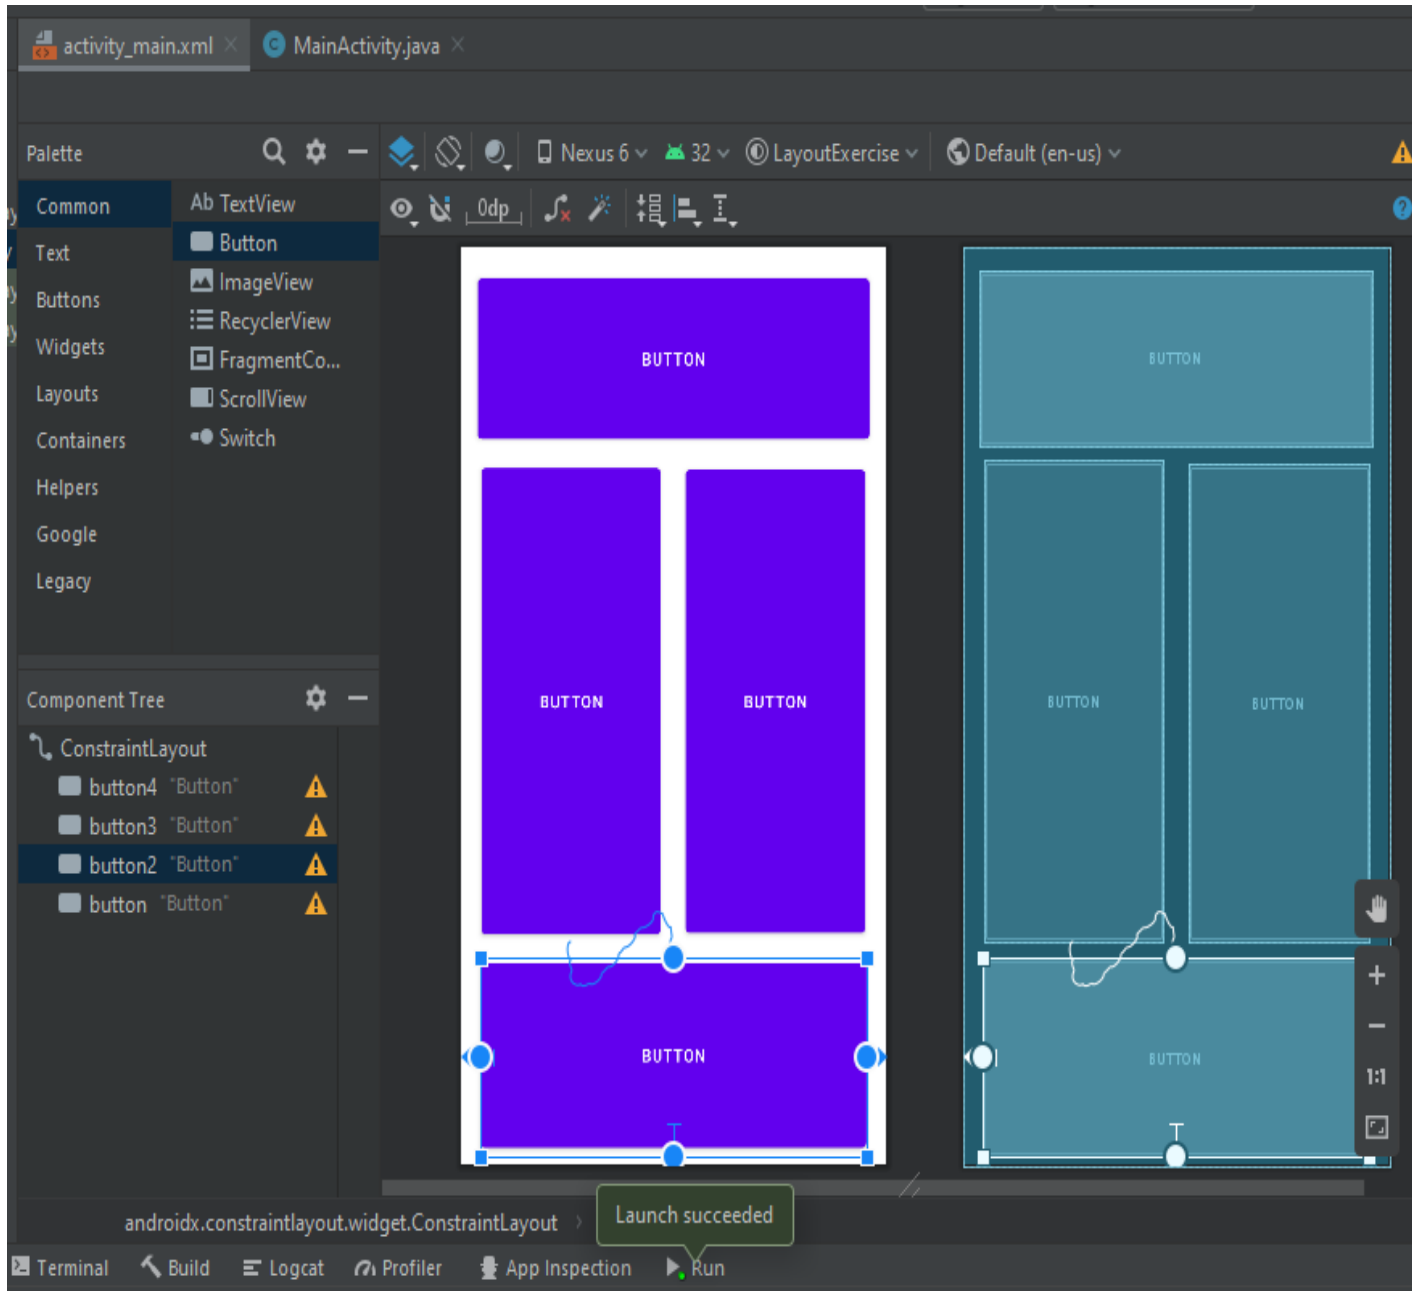 activity_main.xml
MainActivity.java
Palette
Nexus 6
32
LayoutExercise
Default (en-us)
Common
Text
Buttons
Widgets
Layouts
Containers
Helpers
Google
Legacy
Ab TextView
Button
ImageView
RecyclerView
FragmentCo...
ScrollView
Switch
0dp
BUTTON
BUTTON
BUTTON
BUTTON
BUTTON
BUTTON
BUTTON
BUTTON
Component Tree
ConstraintLayout
button4 "Button"
button3 "Button"
button2 "Button"
button "Button"
1:1
androidx.constraintlayout.widget.ConstraintLayout
Launch succeeded
Terminal
Build
Logcat
Profiler
App Inspection
Run